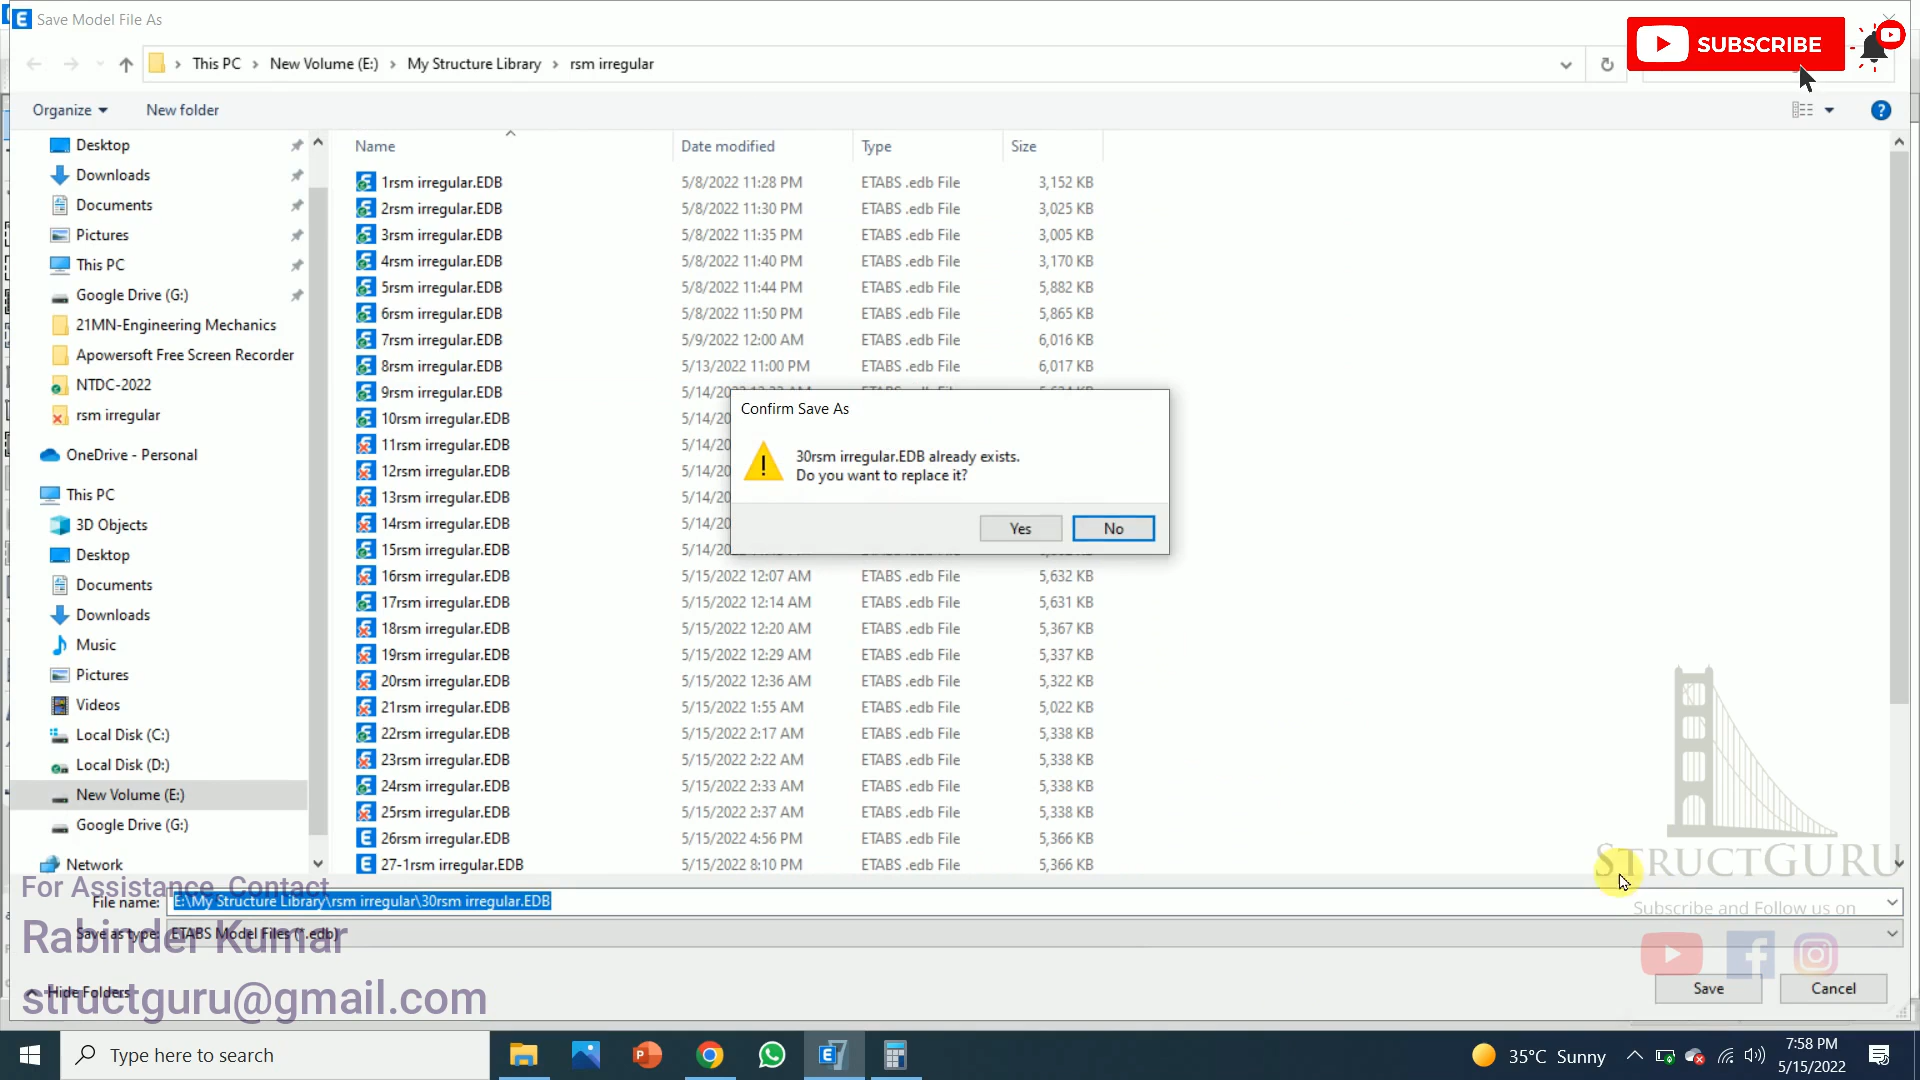 Save Model File As
SUBSCRIBE
This PC > New Volume (E:) > My Structure Library > rsm irregular
Organize
New folder
Name
Date modified
Type
Size
Desktop
Downloads
Documents
Pictures
This PC
Google Drive (G:)
21MN-Engineering Mechanics
Apowersoft Free Screen Recorder
NTDC-2022
rsm irregular
OneDrive - Personal
This PC
3D Objects
Desktop
Documents
Downloads
Music
Pictures
Videos
Local Disk (C:)
Local Disk (D:)
New Volume (E:)
Google Drive (G:)
Network
1rsm irregular.EDB 5/8/2022 11:28 PM ETABS .edb File 3,152 KB
2rsm irregular.EDB 5/8/2022 11:30 PM ETABS .edb File 3,025 KB
3rsm irregular.EDB 5/8/2022 11:35 PM ETABS .edb File 3,005 KB
4rsm irregular.EDB 5/8/2022 11:40 PM ETABS .edb File 3,170 KB
5rsm irregular.EDB 5/8/2022 11:44 PM ETABS .edb File 5,882 KB
6rsm irregular.EDB 5/8/2022 11:50 PM ETABS .edb File 5,865 KB
7rsm irregular.EDB 5/9/2022 12:00 AM ETABS .edb File 6,016 KB
8rsm irregular.EDB 5/13/2022 11:00 PM ETABS .edb File 6,017 KB
9rsm irregular.EDB 5/14/20
10rsm irregular.EDB 5/14/20
11rsm irregular.EDB 5/14/20
12rsm irregular.EDB 5/14/20
13rsm irregular.EDB 5/14/20
14rsm irregular.EDB 5/14/20
15rsm irregular.EDB 5/14/20
16rsm irregular.EDB 5/15/2022 12:07 AM ETABS .edb File 5,632 KB
17rsm irregular.EDB 5/15/2022 12:14 AM ETABS .edb File 5,631 KB
18rsm irregular.EDB 5/15/2022 12:20 AM ETABS .edb File 5,367 KB
19rsm irregular.EDB 5/15/2022 12:29 AM ETABS .edb File 5,337 KB
20rsm irregular.EDB 5/15/2022 12:36 AM ETABS .edb File 5,322 KB
21rsm irregular.EDB 5/15/2022 1:55 AM ETABS .edb File 5,022 KB
22rsm irregular.EDB 5/15/2022 2:17 AM ETABS .edb File 5,338 KB
23rsm irregular.EDB 5/15/2022 2:22 AM ETABS .edb File 5,338 KB
24rsm irregular.EDB 5/15/2022 2:33 AM ETABS .edb File 5,338 KB
25rsm irregular.EDB 5/15/2022 2:37 AM ETABS .edb File 5,338 KB
26rsm irregular.EDB 5/15/2022 4:56 PM ETABS .edb File 5,366 KB
27-1rsm irregular.EDB 5/15/2022 8:10 PM ETABS .edb File 5,366 KB
Confirm Save As
30rsm irregular.EDB already exists.
Do you want to replace it?
Yes
No
STRUCTGURU
Subscribe and Follow us on
For Assistance, Contact
File name: E:\My Structure Library\rsm irregular\30rsm irregular.EDB
Rabinder Kumar
Save as type: ETABS Model Files (*.edb)
structguru@gmail.com
Hide Folders
Save
Cancel
Type here to search
35°C Sunny
7:58 PM
5/15/2022